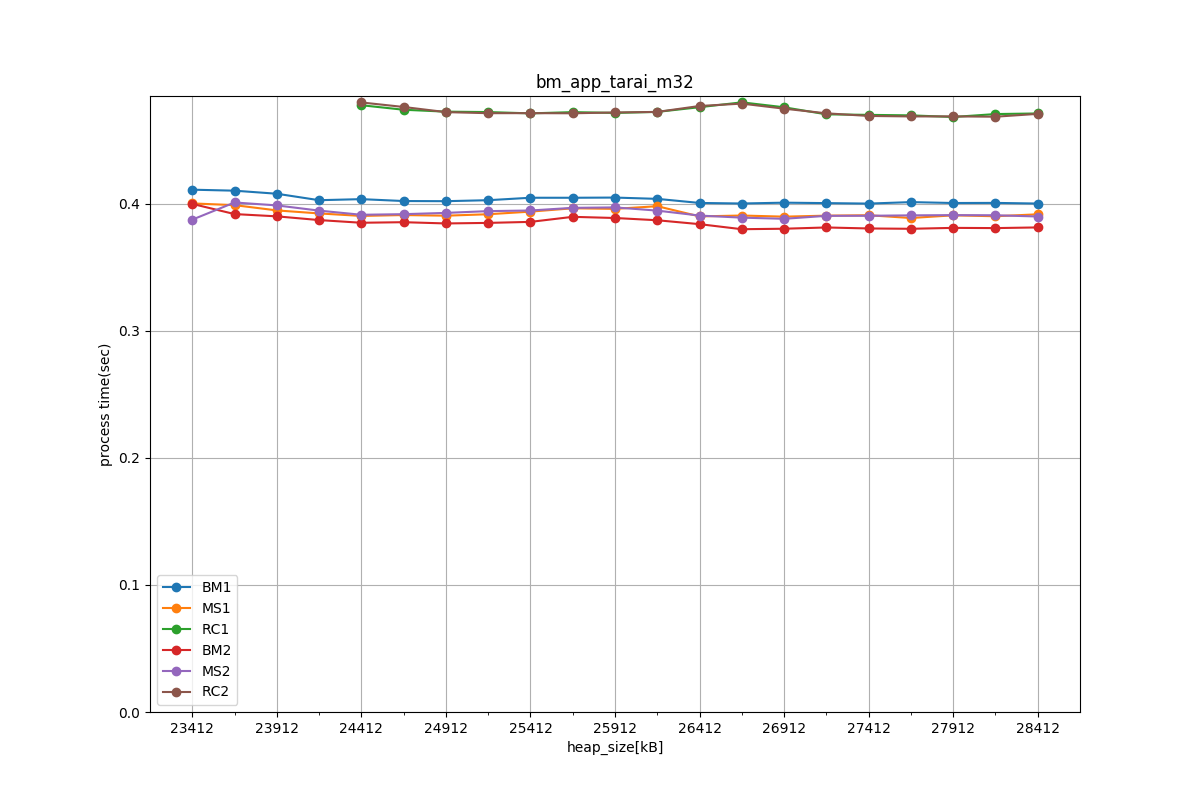 bm_app_tarai_m32
process time(sec)
0.4
0.3
0.2
0.1
0.0
BM1
MS1
RC1
BM2
MS2
RC2
23412 23912 24412 24912 25412 25912 26412 26912 27412 27912 28412
heap_size[kB]